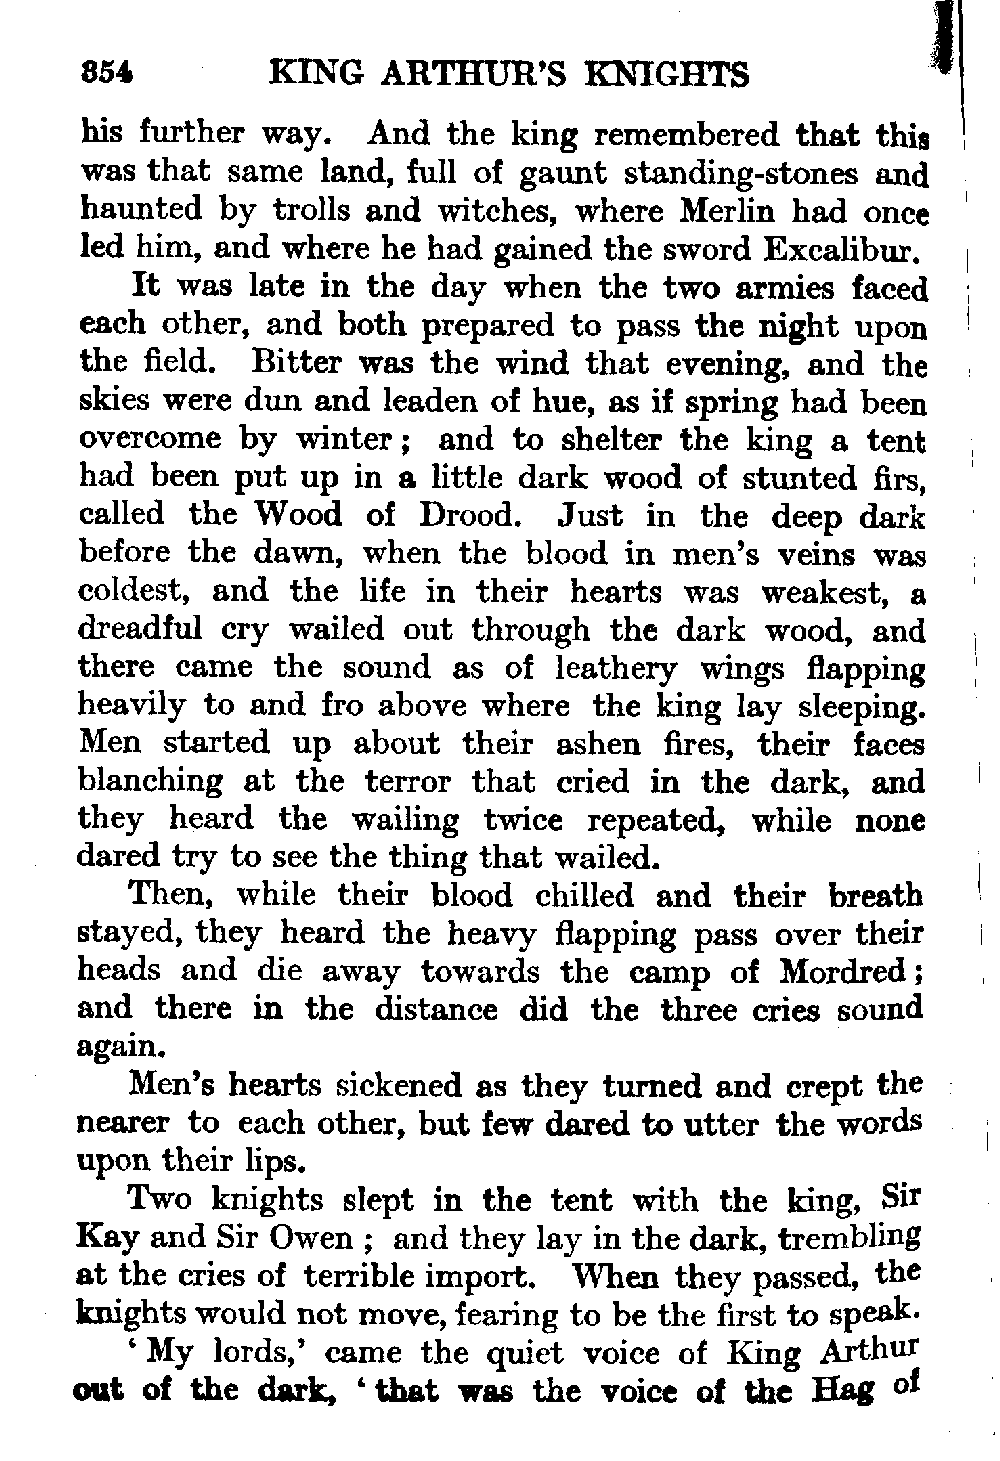 354 KING ARTHUR'S KNIGHTS
his further way. And the king remembered that this
was that same land, full of gaunt standing-stones and
haunted by trolls and witches, where Merlin had once
led him, and where he had gained the sword Excalibur.
It was late in the day when the two armies faced
each other, and both prepared to pass the night upon
the field. Bitter was the wind that evening, and the
skies were dun and leaden of hue, as if spring had been
overcome by winter ; and to shelter the king a tent
had been put up in a little dark wood of stunted firs,
called the Wood of Drood. Just in the deep dark
before the dawn, when the blood in men's veins was
coldest, and the life in their hearts was weakest, a
dreadful cry wailed out through the dark wood, and
there came the sound as of leathery wings flapping
heavily to and fro above where the king lay sleeping.
Men started up about their ashen fires, their faces
blanching at the terror that cried in the dark, and
they heard the wailing twice repeated, while none
dared try to see the thing that wailed.
Then, while their blood chilled and their breath
stayed, they heard the heavy flapping pass over their
heads and die away towards the camp of Mordred ;
and there in the distance did the three cries sound
again.
Men's hearts sickened as they turned and crept the
nearer to each other, but few dared to utter the words
upon their lips.
Two knights slept in the tent with the king, Sir
Kay and Sir Owen ; and they lay in the dark, trembling
at the cries of terrible import. When they passed, the
knights would not move, fearing to be the first to speak.
' My lords,' came the quiet voice of King Arthur
out of the dark, ' that was the voice of the Hag of